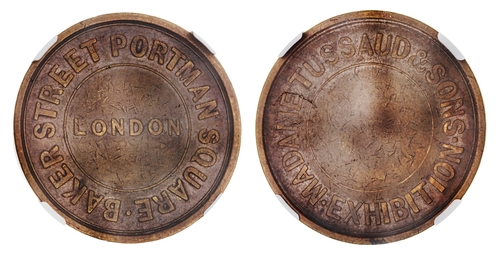 BAKER STREET PORTMAN SQUARE·
LONDON
MADAME TUSSAUD & SONS·
·EXHIBITION·